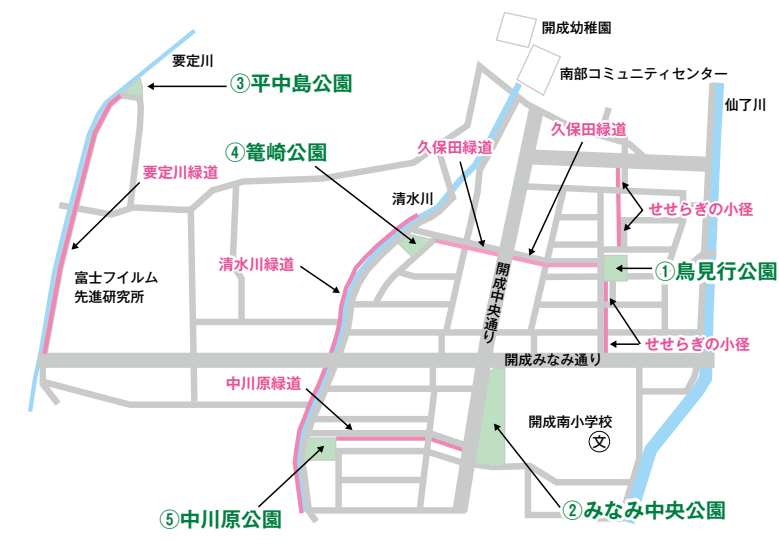 開成幼稚園
要定川
南部コミュニティセンター
③平中島公園
仙了川
久保田緑道
④篭崎公園
久保田緑道
要定川緑道
清水川
せせらぎの小径
清水川緑道
富士フイルム
先進研究所
①鳥見行公園
開成中央通り
せせらぎの小径
開成みなみ通り
中川原緑道
開成南小学校
文
②みなみ中央公園
⑤中川原公園